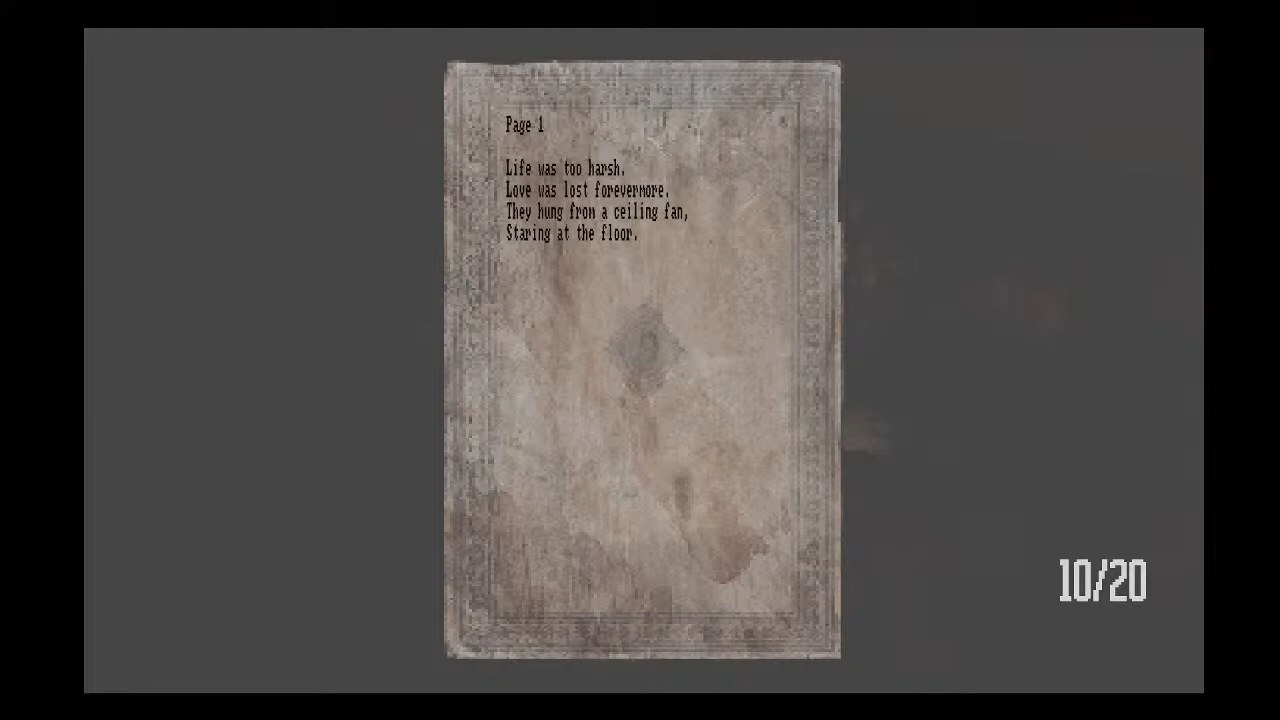 Page 1
Life was too harsh.
Love was lost forevermore.
They hung from a ceiling fan,
Staring at the floor.
10/20